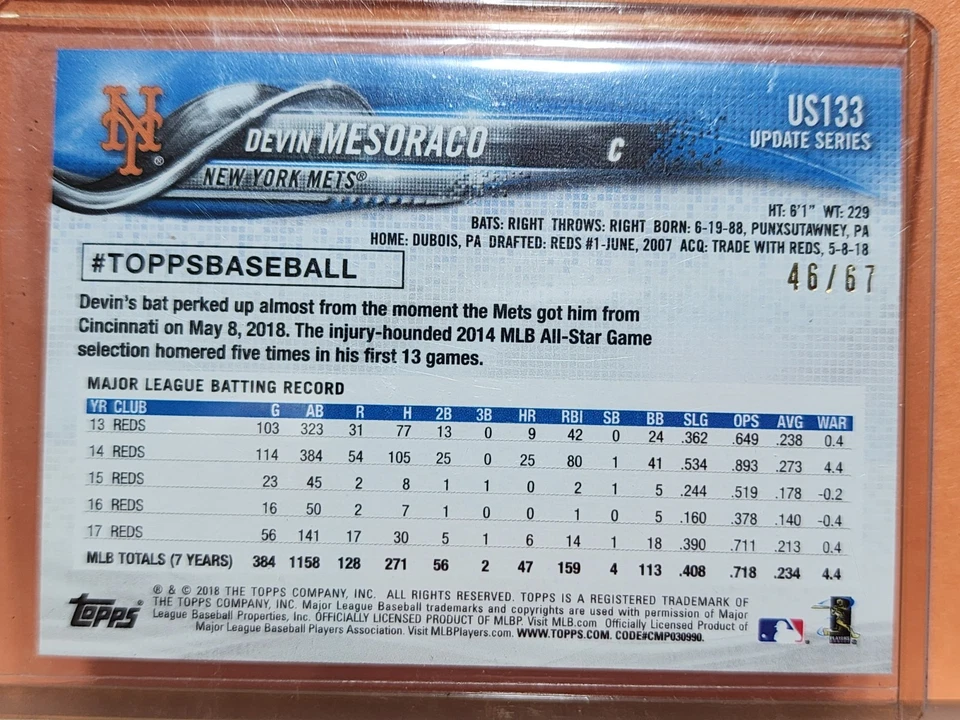 NY ®
US133
DEVIN MESORACO C
UPDATE SERIES
NEW YORK METS®
HT: 6'1" WT: 229
BATS: RIGHT THROWS: RIGHT BORN: 6-19-88, PUNXSUTAWNEY, PA
HOME: DUBOIS, PA DRAFTED: REDS #1-JUNE, 2007 ACQ: TRADE WITH REDS, 5-8-18
46/67
#TOPPSBASEBALL
Devin's bat perked up almost from the moment the Mets got him from
Cincinnati on May 8, 2018. The injury-hounded 2014 MLB All-Star Game
selection homered five times in his first 13 games.
MAJOR LEAGUE BATTING RECORD
YR CLUB G AB R H 2B 3B HR RBI SB BB SLG OPS AVG WAR
13 REDS 103 323 31 77 13 0 9 42 0 24 .362 .649 .238 0.4
14 REDS 114 384 54 105 25 0 25 80 1 41 .534 .893 .273 4.4
15 REDS 23 45 2 8 1 1 0 2 1 5 .244 .519 .178 -0.2
16 REDS 16 50 2 7 1 0 0 1 0 5 .160 .378 .140 -0.4
17 REDS 56 141 17 30 5 1 6 14 1 18 .390 .711 .213 0.4
MLB TOTALS (7 YEARS) 384 1158 128 271 56 2 47 159 4 113 .408 .718 .234 4.4
topps®
® & © 2018 THE TOPPS COMPANY, INC. ALL RIGHTS RESERVED. TOPPS IS A REGISTERED TRADEMARK OF
THE TOPPS COMPANY, INC. Major League Baseball trademarks and copyrights are used with permission of Major
League Baseball Properties, Inc. OFFICIALLY LICENSED PRODUCT OF MLBP. Visit MLB.com Officially Licensed Product of
Major League Baseball Players Association. Visit MLBPlayers.com. WWW.TOPPS.COM. CODE#CMP030990.